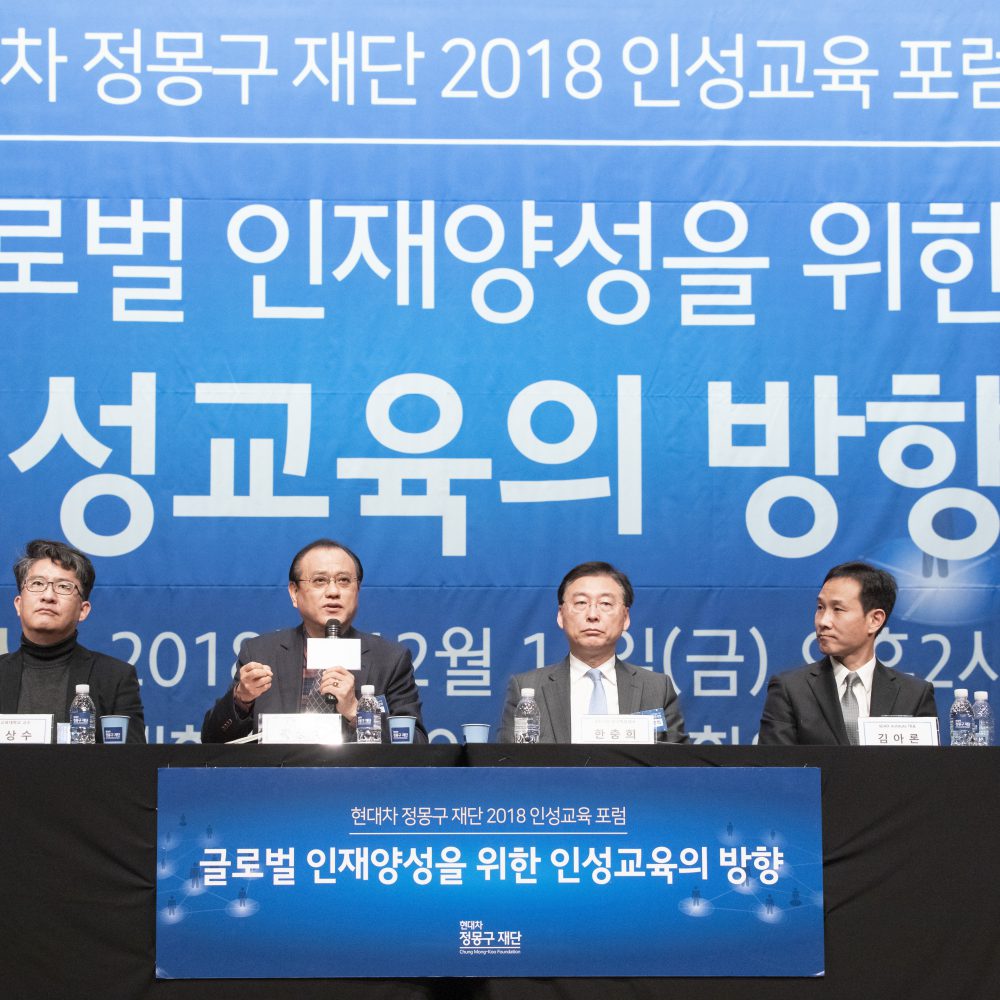 차 정몽구 재단 2018 인성교육 포럼
로벌 인재양성을 위한
성교육의 방향
2018 2월 1 일(금) 오후2시
상수
한중희
김아론
현대차 정몽구 재단 2018 인성교육 포럼
글로벌 인재양성을 위한 인성교육의 방향
현대차
정몽구 재단
Chung Mong-Koo Foundation